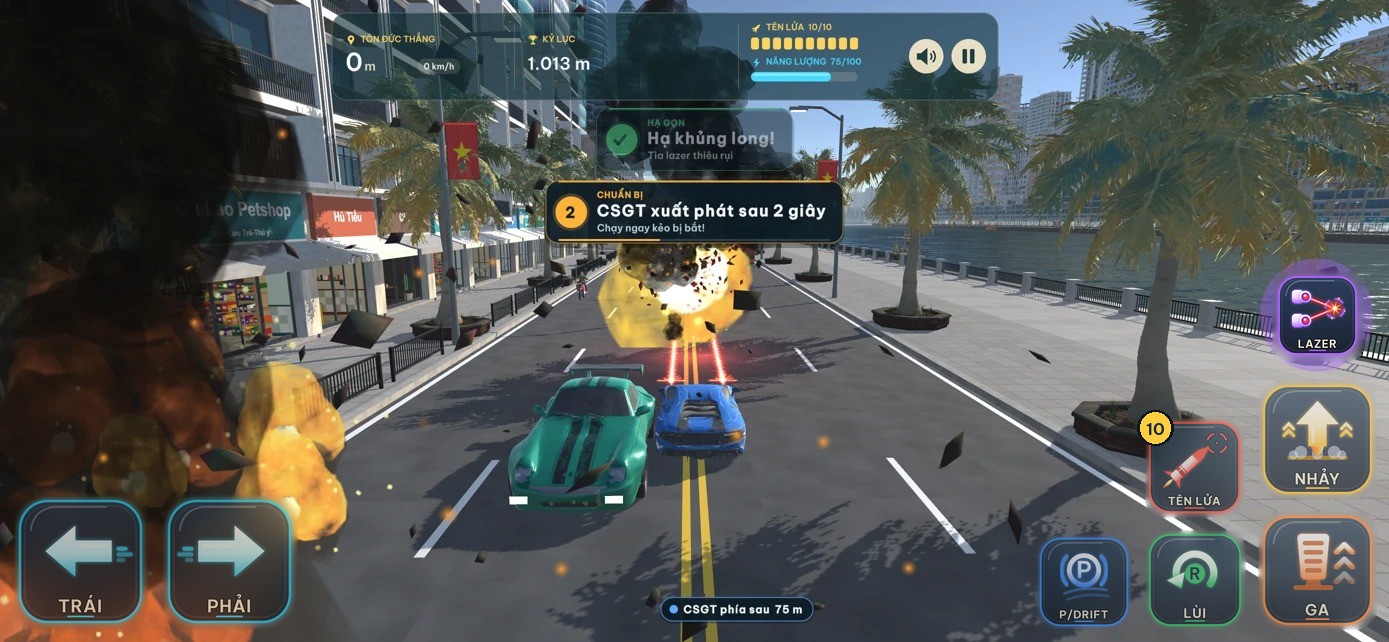 TÔN ĐỨC THẮNG
0 m
0 km/h
KỶ LỤC
1.013 m
TÊN LỬA 10/10
NĂNG LƯỢNG 75/100
HẠ GỌN
Hạ khủng long!
Tia lazer thiêu rụi
2
CHUẨN BỊ
CSGT xuất phát sau 2 giây
Chạy ngay kẻo bị bắt!
Lao Petshop
Hủ Tiếu
LAZER
10
TÊN LỬA
NHẢY
TRÁI
PHẢI
P
P/DRIFT
R
LÙI
GA
CSGT phía sau 75 m